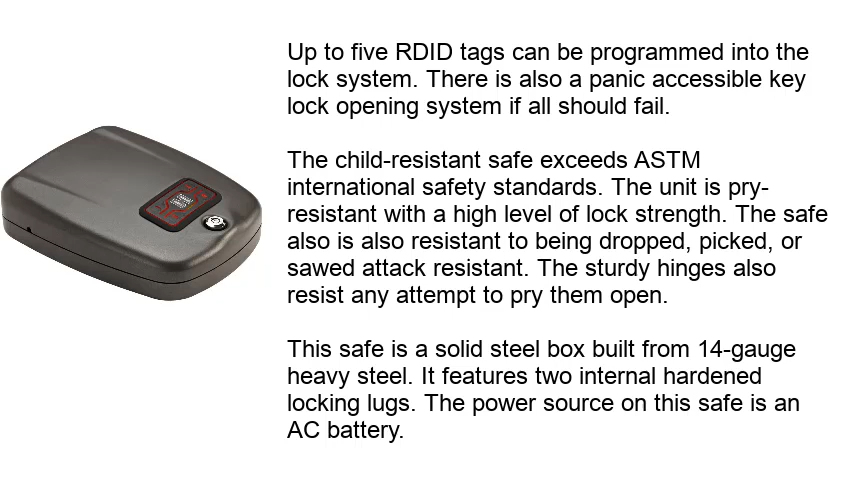 Up to five RDID tags can be programmed into the
lock system. There is also a panic accessible key
lock opening system if all should fail.
The child-resistant safe exceeds ASTM
international safety standards. The unit is pry-
resistant with a high level of lock strength. The safe
also is also resistant to being dropped, picked, or
sawed attack resistant. The sturdy hinges also
resist any attempt to pry them open.
This safe is a solid steel box built from 14-gauge
heavy steel. It features two internal hardened
locking lugs. The power source on this safe is an
AC battery.